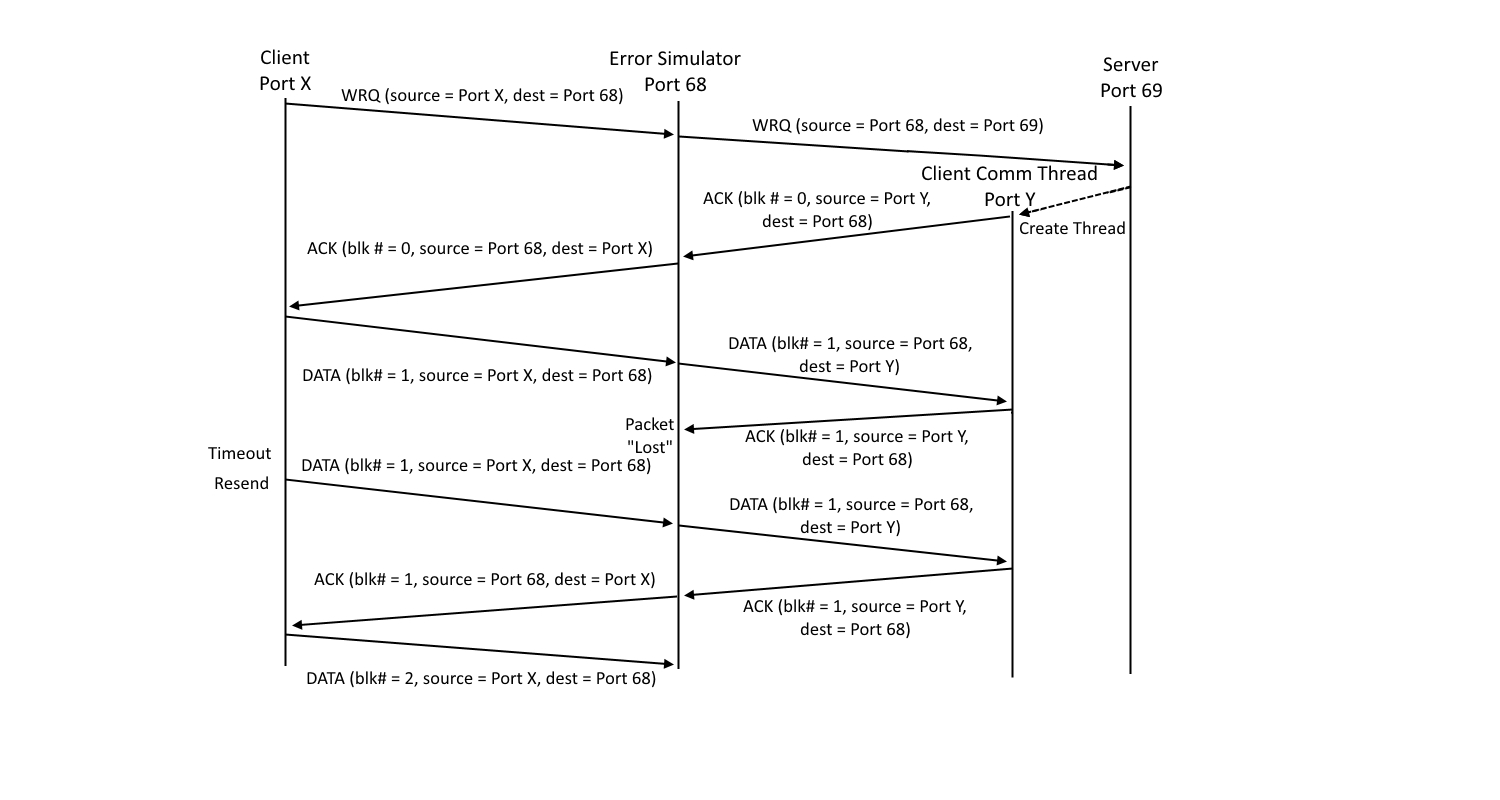 Client
Port X
Error Simulator
Port 68
Server
Port 69
WRQ (source = Port X, dest = Port 68)
WRQ (source = Port 68, dest = Port 69)
Client Comm Thread
Port Y
ACK (blk # = 0, source = Port Y,
dest = Port 68)
Create Thread
ACK (blk # = 0, source = Port 68, dest = Port X)
DATA (blk# = 1, source = Port X, dest = Port 68)
DATA (blk# = 1, source = Port 68,
dest = Port Y)
Packet
"Lost"
ACK (blk# = 1, source = Port Y,
dest = Port 68)
Timeout
Resend
DATA (blk# = 1, source = Port X, dest = Port 68)
DATA (blk# = 1, source = Port 68,
dest = Port Y)
ACK (blk# = 1, source = Port 68, dest = Port X)
ACK (blk# = 1, source = Port Y,
dest = Port 68)
DATA (blk# = 2, source = Port X, dest = Port 68)